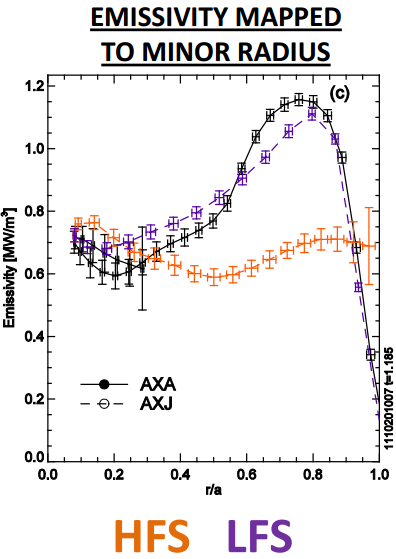 EMISSIVITY MAPPED
TO MINOR RADIUS
(c)
1.2
1.0
0.8
0.6
0.4
0.2
0.0
Emissivity [MW/m³]
AXA
AXJ
1110201007 t=1.185
0.0 0.2 0.4 0.6 0.8 1.0
r/a
HFS LFS